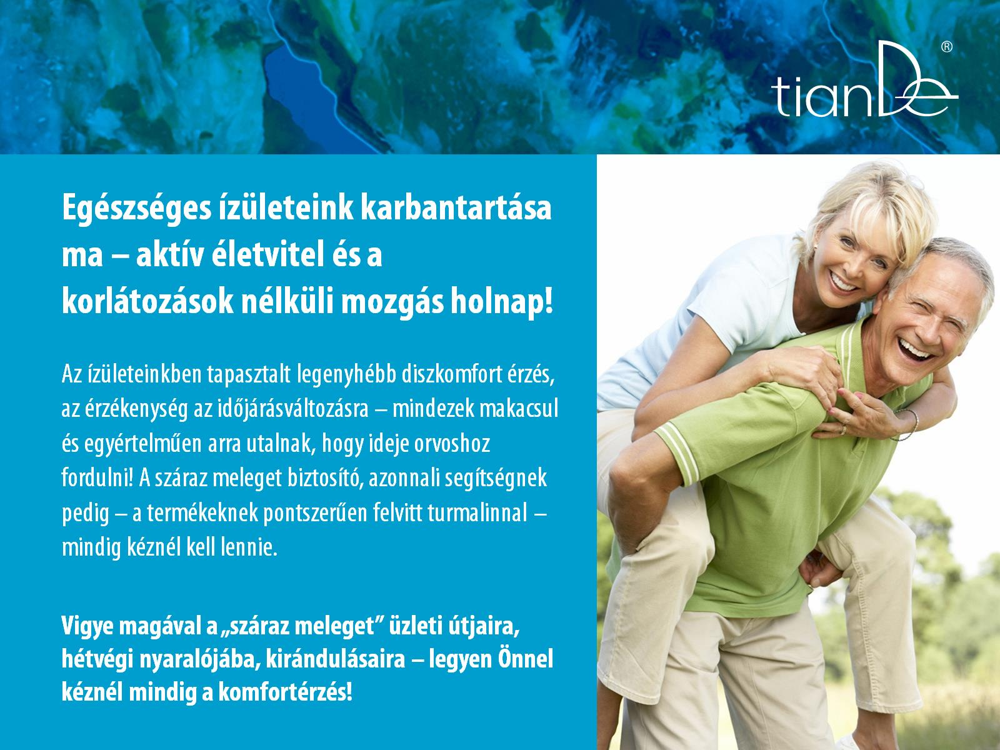 tianDe®
Egészséges ízületeink karbantartása
ma – aktív életvitel és a
korlátozások nélküli mozgás holnap!
Az ízületeinkben tapasztalt legenyhébb diszkomfort érzés,
az érzékenység az időjárásváltozásra – mindezek makacsul
és egyértelműen arra utalnak, hogy ideje orvoshoz
fordulni! A száraz meleget biztosító, azonnali segítségnek
pedig – a termékeknek pontszerűen felvitt turmalinnal –
mindig kéznél kell lennie.
Vigye magával a „száraz meleget” üzleti útjaira,
hétvégi nyaralójába, kirándulásaira – legyen Önnel
kéznél mindig a komfortérzés!